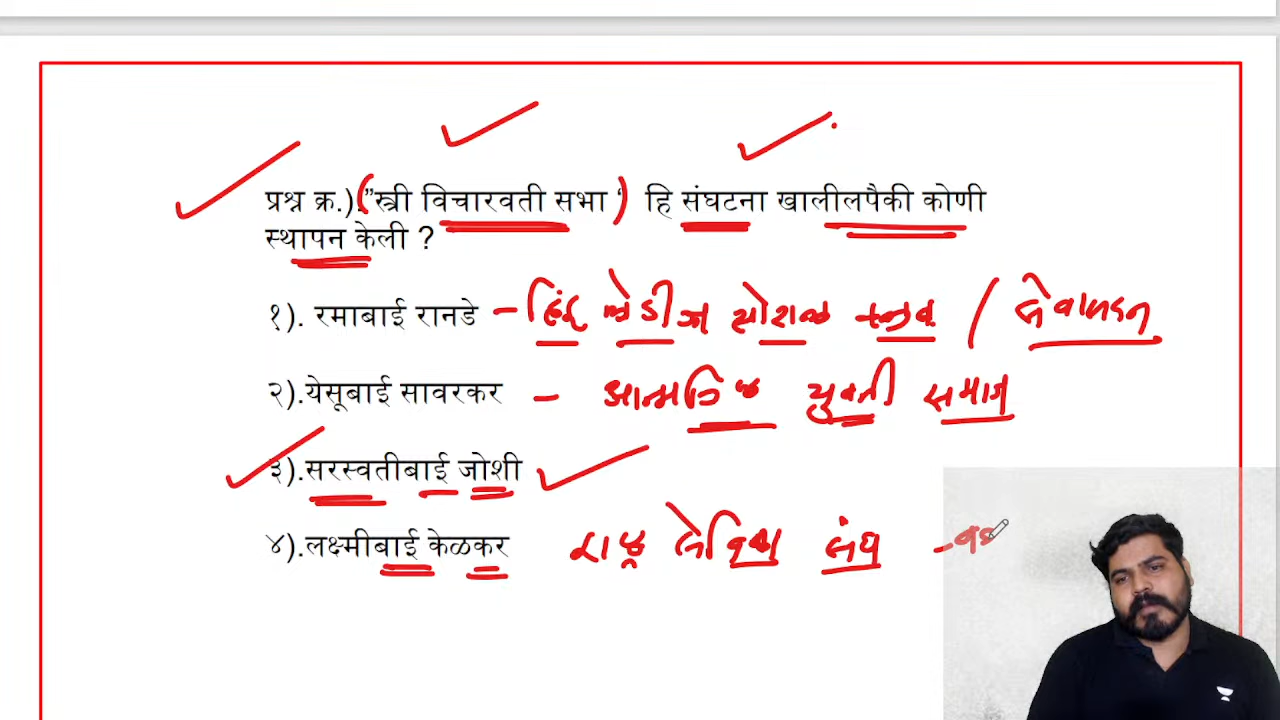 प्रश्न क्र.).("स्त्री विचारवती सभा ") हि संघटना खालीलपैकी कोणी
स्थापन केली ?
१). रमाबाई रानडे - हिंदू लेडीज सोशल क्लब / सेवासदन
२).येसूबाई सावरकर - आत्मनिष्ठ युवती समाज
३).सरस्वतीबाई जोशी
४).लक्ष्मीबाई केळकर राष्ट्र सेविका संघ -